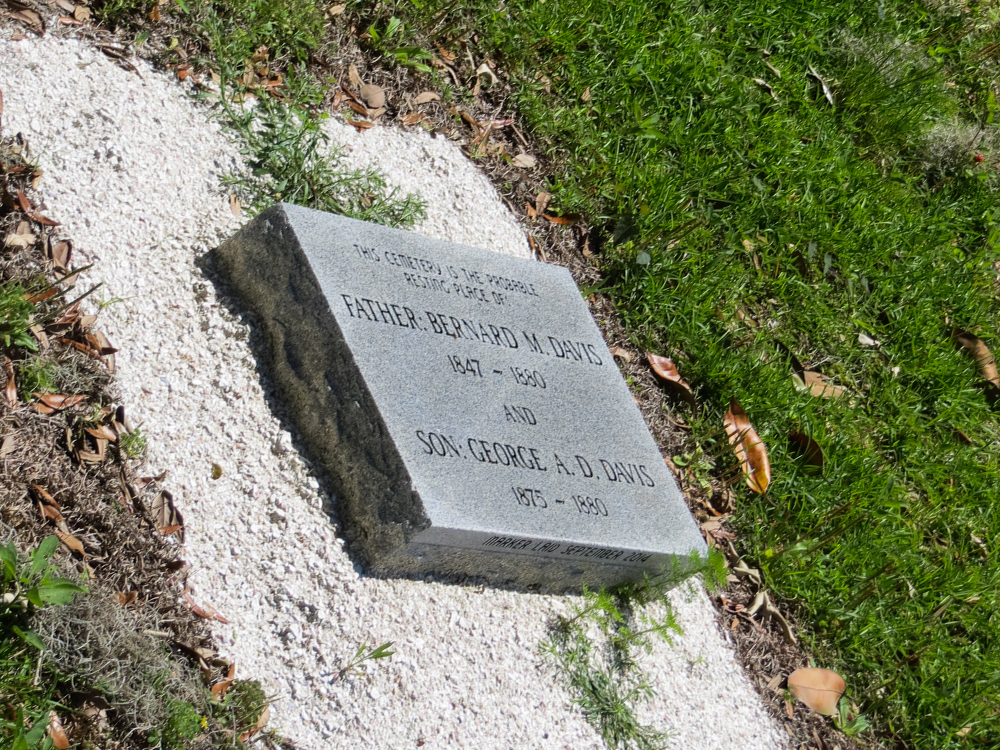 THIS CEMETERY IS THE PROBABLE
RESTING PLACE OF
FATHER: BERNARD M. DAVIS
1847 ~ 1880
AND
SON: GEORGE A. D. DAVIS
1875 ~ 1880
MARKER LAID SEPTEMBER 2014